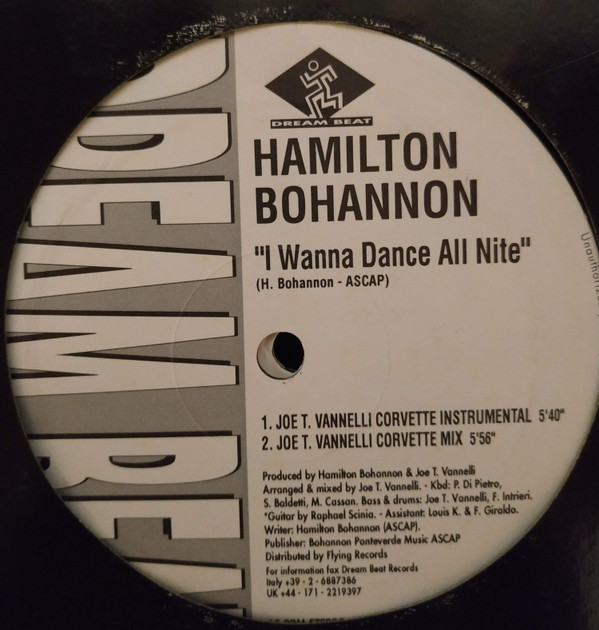 DREAM BEAT
HAMILTON
BOHANNON
"I Wanna Dance All Nite"
(H. Bohannon - ASCAP)
1. JOE T. VANNELLI CORVETTE INSTRUMENTAL 5'40"
2. JOE T. VANNELLI CORVETTE MIX 5'56"
Produced by Hamilton Bohannon & Joe T. Vannelli
Arranged & mixed by Joe T. Vannelli. - Kbd: P. Di Pietro,
S. Baldetti, M. Cassan. Bass & drums: Joe T. Vannelli, F. Intrieri.
*Guitar by Raphael Scinia. - Assistant: Louis K. & F. Giraldo.
Writer: Hamilton Bohannon (ASCAP).
Publisher: Bohannon Ponteverde Music ASCAP
Distributed by Flying Records
For information fax Dream Beat Records
Italy +39 - 2 - 6887386
UK +44 - 171 - 2219397
DREAM BEA